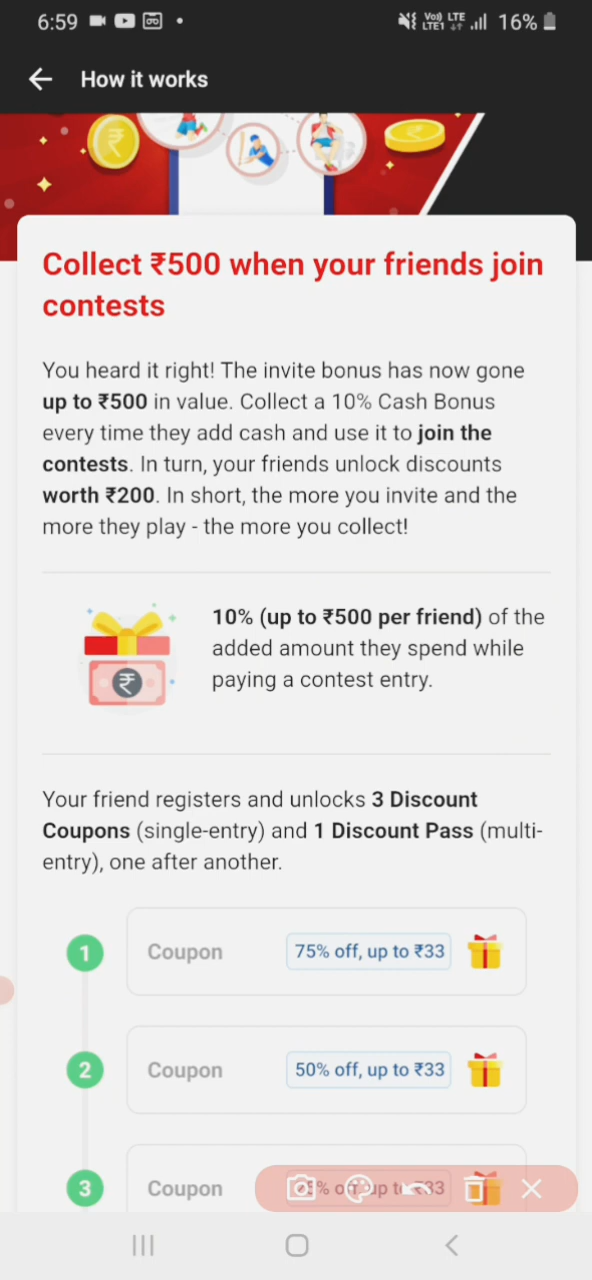 6:59
Vo) LTE
LTE1
16%
How it works
Collect ₹500 when your friends join
contests
You heard it right! The invite bonus has now gone
up to ₹500 in value. Collect a 10% Cash Bonus
every time they add cash and use it to join the
contests. In turn, your friends unlock discounts
worth ₹200. In short, the more you invite and the
more they play - the more you collect!
10% (up to ₹500 per friend) of the
added amount they spend while
paying a contest entry.
Your friend registers and unlocks 3 Discount
Coupons (single-entry) and 1 Discount Pass (multi-
entry), one after another.
1 Coupon 75% off, up to ₹33
2 Coupon 50% off, up to ₹33
3 Coupon up ₹33